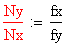 Ny/Nx := fx/fy